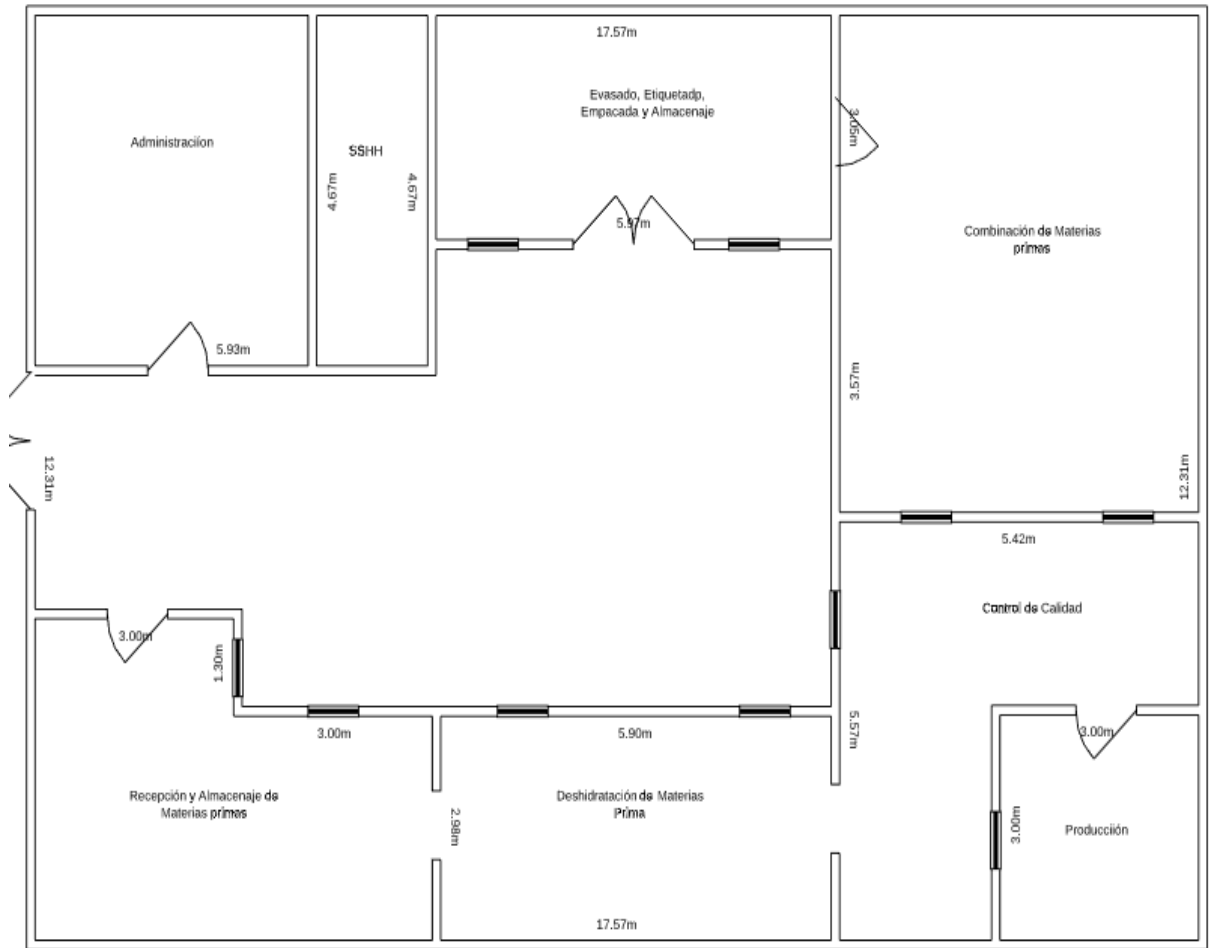 17.57m
Evasado, Etiquetadp,
Empacada y Almacenaje
Administraciíon
SSHH
4.67m
4.67m
3.05m
5.97m
Combinación de Materias
primas
5.93m
3.57m
12.31m
12.31m
5.42m
Control de Calidad
3.00m
1.30m
3.00m
5.90m
5.57m
3.00m
Recepción y Almacenaje de
Materias primas
Deshidratación de Materias
Prima
2.98m
3.00m
Producciión
17.57m